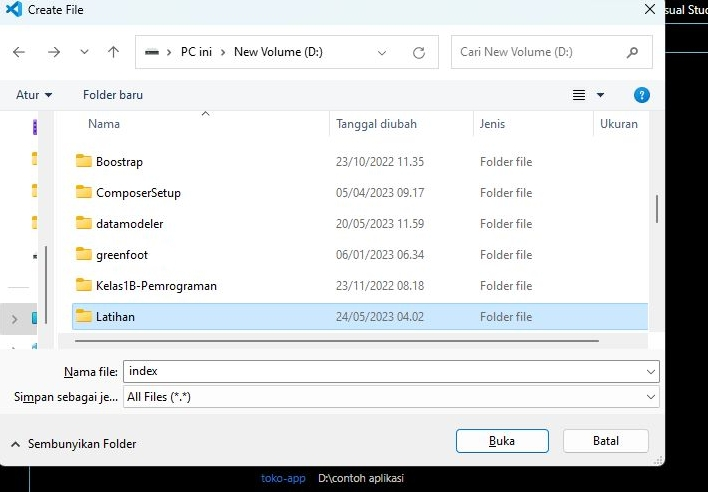 Create File
sual Stud
PC ini > New Volume (D:)
Cari New Volume (D:)
Atur
Folder baru
?
Nama Tanggal diubah Jenis Ukuran
Boostrap 23/10/2022 11.35 Folder file
ComposerSetup 05/04/2023 09.17 Folder file
datamodeler 20/05/2023 11.59 Folder file
greenfoot 06/01/2023 06.34 Folder file
Kelas1B-Pemrograman 23/11/2022 08.18 Folder file
Latihan 24/05/2023 04.02 Folder file
Nama file: index
Simpan sebagai je... All Files (*.*)
Sembunyikan Folder
Buka
Batal
toko-app D:\contoh aplikasi